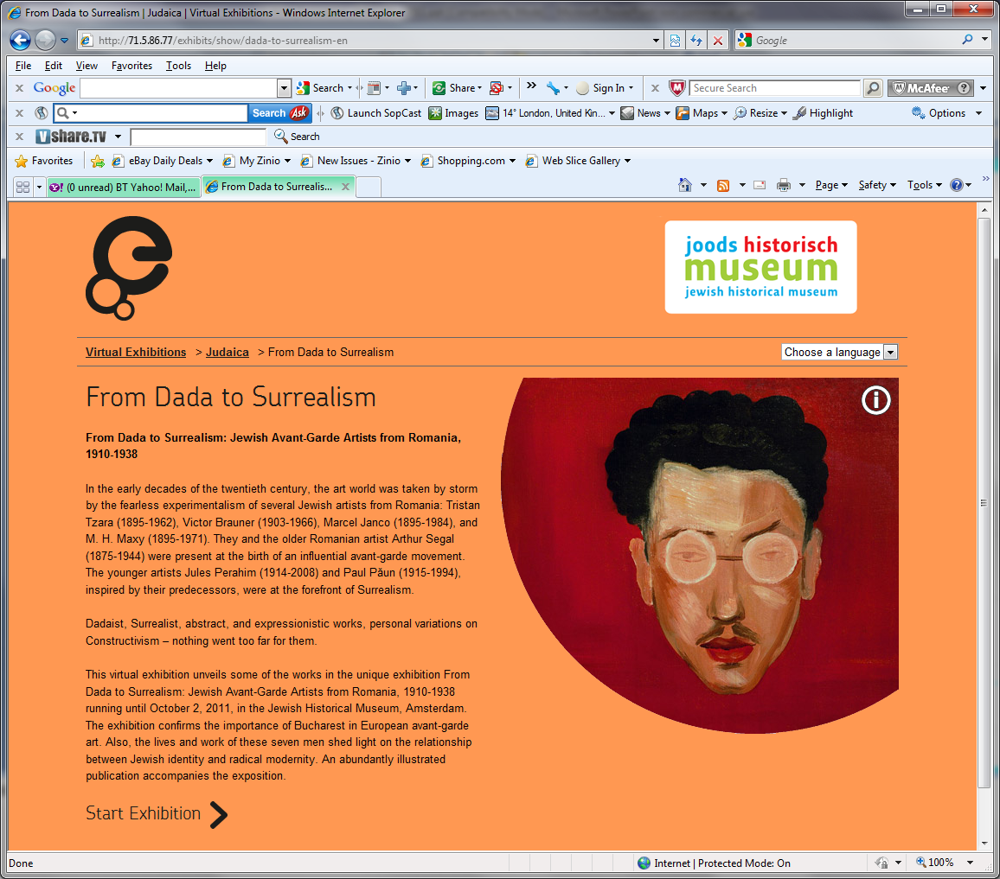 From Dada to Surrealism | Judaica | Virtual Exhibitions - Windows Internet Explorer
http://71.5.86.77/exhibits/show/dada-to-surrealism-en
Google
File Edit View Favorites Tools Help
Google Search Share Sign In Secure Search McAfee
Search Ask Launch SopCast Images 14° London, United Kin... News Maps Resize Highlight Options
Vshare.TV Search
Favorites eBay Daily Deals My Zinio New Issues - Zinio Shopping.com Web Slice Gallery
(0 unread) BT Yahoo! Mail,... From Dada to Surrealis... Page Safety Tools
joods historisch
museum
jewish historical museum
Virtual Exhibitions > Judaica > From Dada to Surrealism Choose a language
From Dada to Surrealism
From Dada to Surrealism: Jewish Avant-Garde Artists from Romania,
1910-1938
In the early decades of the twentieth century, the art world was taken by storm
by the fearless experimentalism of several Jewish artists from Romania: Tristan
Tzara (1895-1962), Victor Brauner (1903-1966), Marcel Janco (1895-1984), and
M. H. Maxy (1895-1971). They and the older Romanian artist Arthur Segal
(1875-1944) were present at the birth of an influential avant-garde movement.
The younger artists Jules Perahim (1914-2008) and Paul Păun (1915-1994),
inspired by their predecessors, were at the forefront of Surrealism.
Dadaist, Surrealist, abstract, and expressionistic works, personal variations on
Constructivism – nothing went too far for them.
This virtual exhibition unveils some of the works in the unique exhibition From
Dada to Surrealism: Jewish Avant-Garde Artists from Romania, 1910-1938
running until October 2, 2011, in the Jewish Historical Museum, Amsterdam.
The exhibition confirms the importance of Bucharest in European avant-garde
art. Also, the lives and work of these seven men shed light on the relationship
between Jewish identity and radical modernity. An abundantly illustrated
publication accompanies the exposition.
Start Exhibition
Done Internet | Protected Mode: On 100%